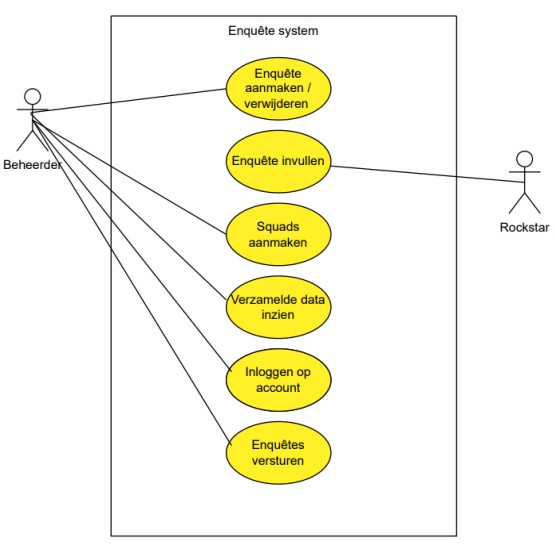 Enquête system
Enquête
aanmaken /
verwijderen
Beheerder
Enquête invullen
Rockstar
Squads
aanmaken
Verzamelde data
inzien
Inloggen op
account
Enquêtes
versturen